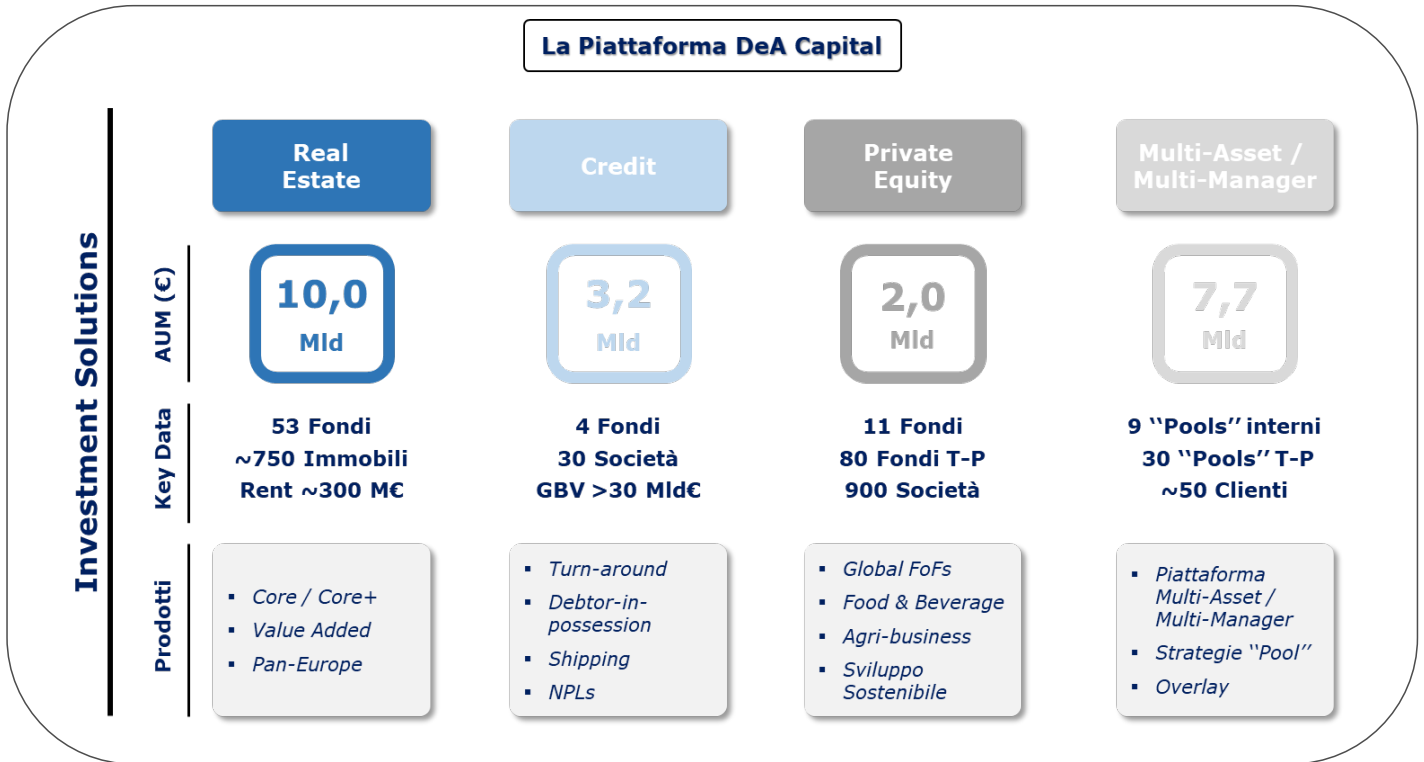 La Piattaforma DeA Capital
Investment Solutions
Real
Estate
Credit
Private
Equity
Multi-Asset /
Multi-Manager
AUM (€)
10,0
Mld
3,2
Mld
2,0
Mld
7,7
Mld
Key Data
53 Fondi
~750 Immobili
Rent ~300 M€
4 Fondi
30 Società
GBV >30 Mld€
11 Fondi
80 Fondi T-P
900 Società
9 ‘‘Pools’’ interni
30 ‘‘Pools’’ T-P
~50 Clienti
Prodotti
▪ Core / Core+
▪ Value Added
▪ Pan-Europe
▪ Turn-around
▪ Debtor-in-
possession
▪ Shipping
▪ NPLs
▪ Global FoFs
▪ Food & Beverage
▪ Agri-business
▪ Sviluppo
Sostenibile
▪ Piattaforma
Multi-Asset /
Multi-Manager
▪ Strategie ‘‘Pool’’
▪ Overlay